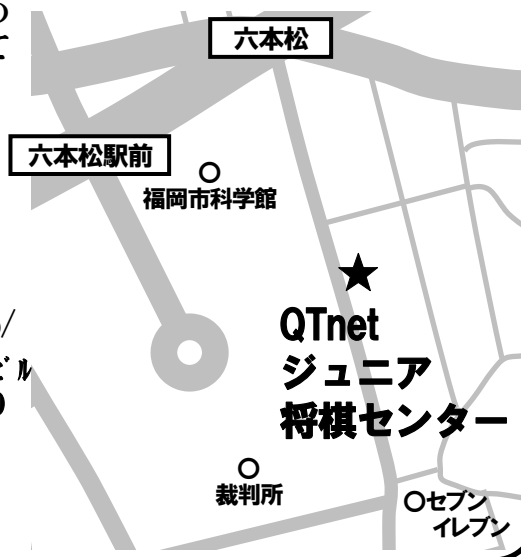 六本松
六本松駅前
福岡市科学館
QTnet
ジュニア
将棋センター
裁判所
セブン
イレブン